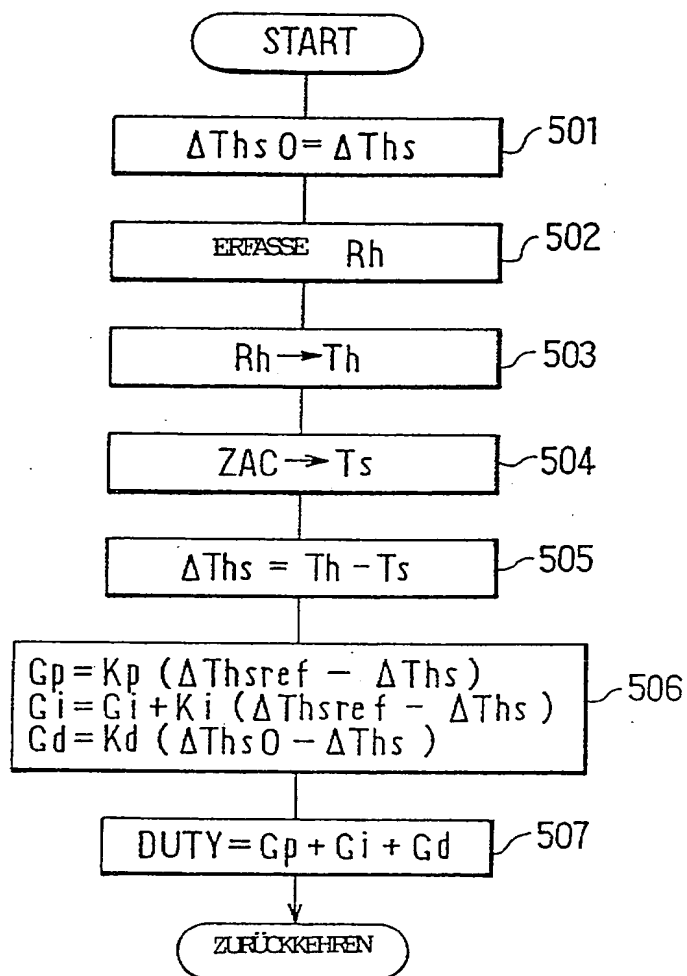 START
ΔThs0 = ΔThs
501
ERFASSE Rh
502
Rh → Th
503
ZAC → Ts
504
ΔThs = Th - Ts
505
Gp = Kp (ΔThsref - ΔThs)
Gi = Gi + Ki (ΔThsref - ΔThs)
Gd = Kd (ΔThs0 - ΔThs)
506
DUTY = Gp + Gi + Gd
507
ZURÜCKKEHREN